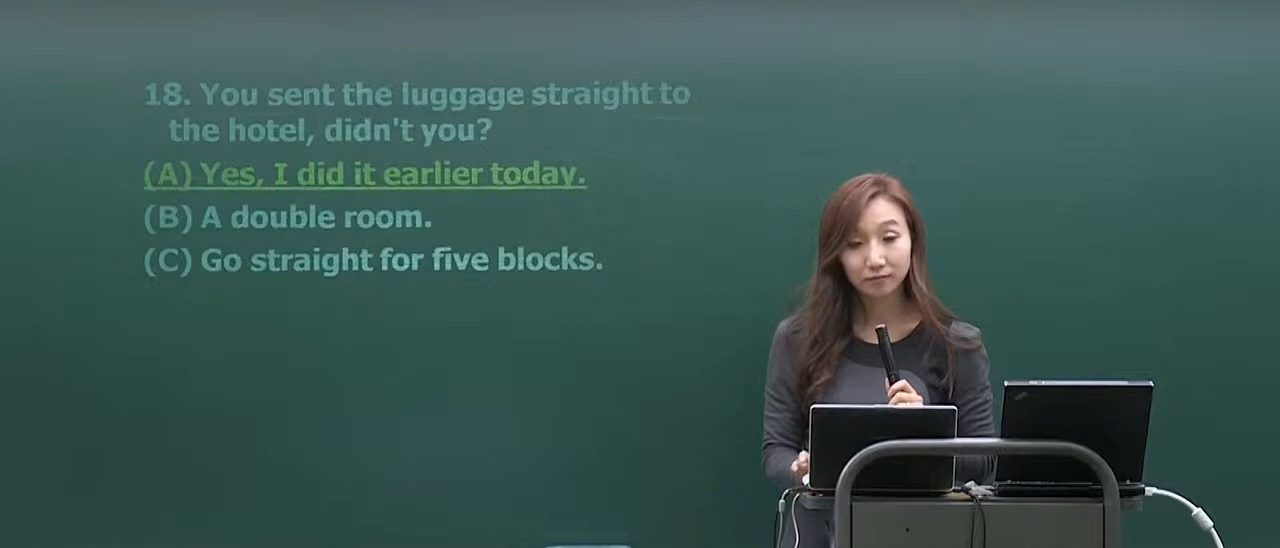 18. You sent the luggage straight to
the hotel, didn't you?
(A) Yes, I did it earlier today.
(B) A double room.
(C) Go straight for five blocks.